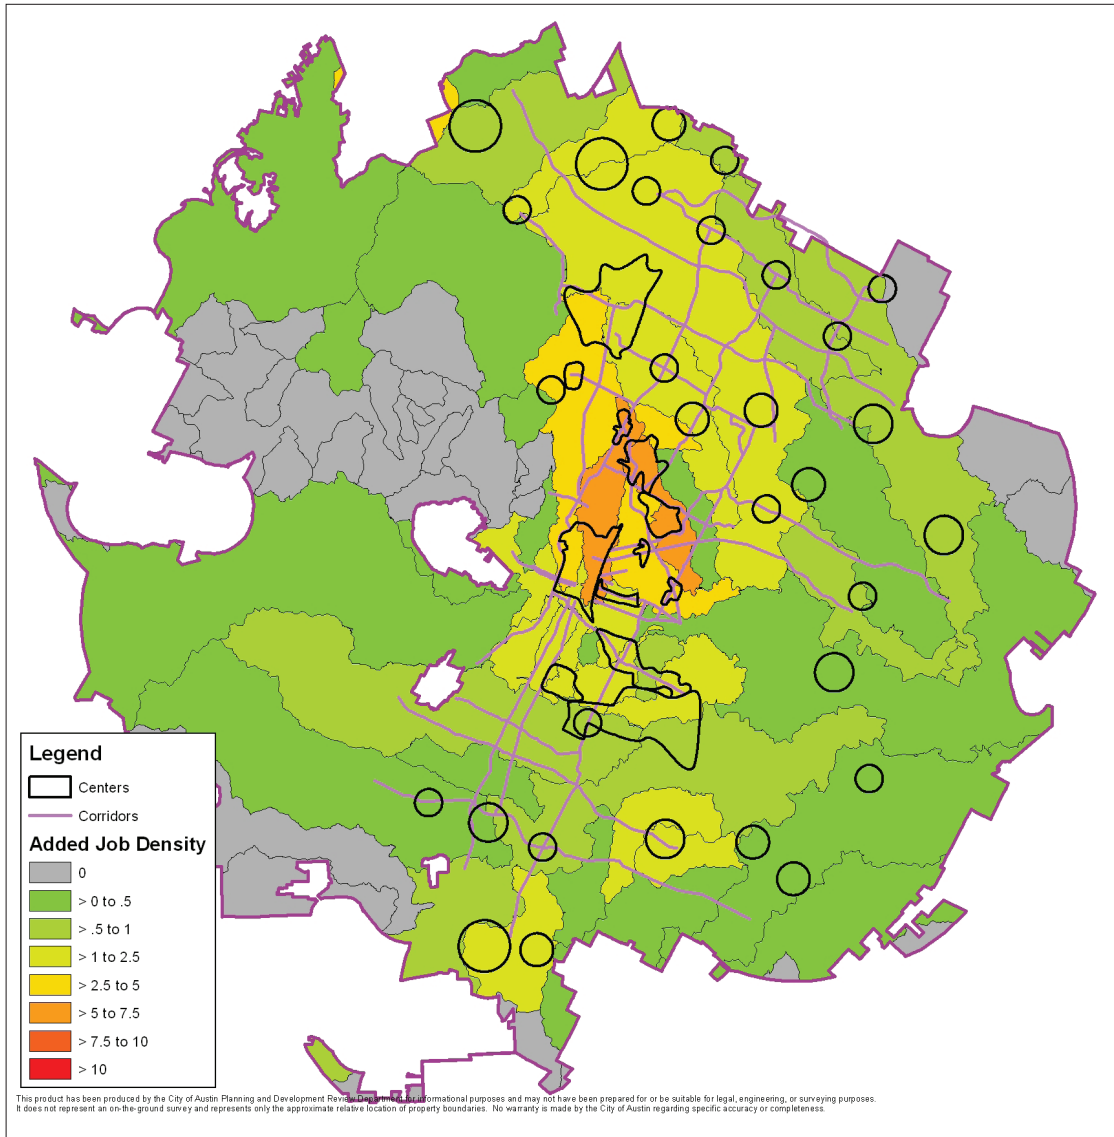 Legend
Centers
Corridors
Added Job Density
0
> 0 to .5
> .5 to 1
> 1 to 2.5
> 2.5 to 5
> 5 to 7.5
> 7.5 to 10
> 10
This product has been produced by the City of Austin Planning and Development Review Department for informational purposes and may not have been prepared for or be suitable for legal, engineering, or surveying purposes.
It does not represent an on-the-ground survey and represents only the approximate relative location of property boundaries. No warranty is made by the City of Austin regarding specific accuracy or completeness.